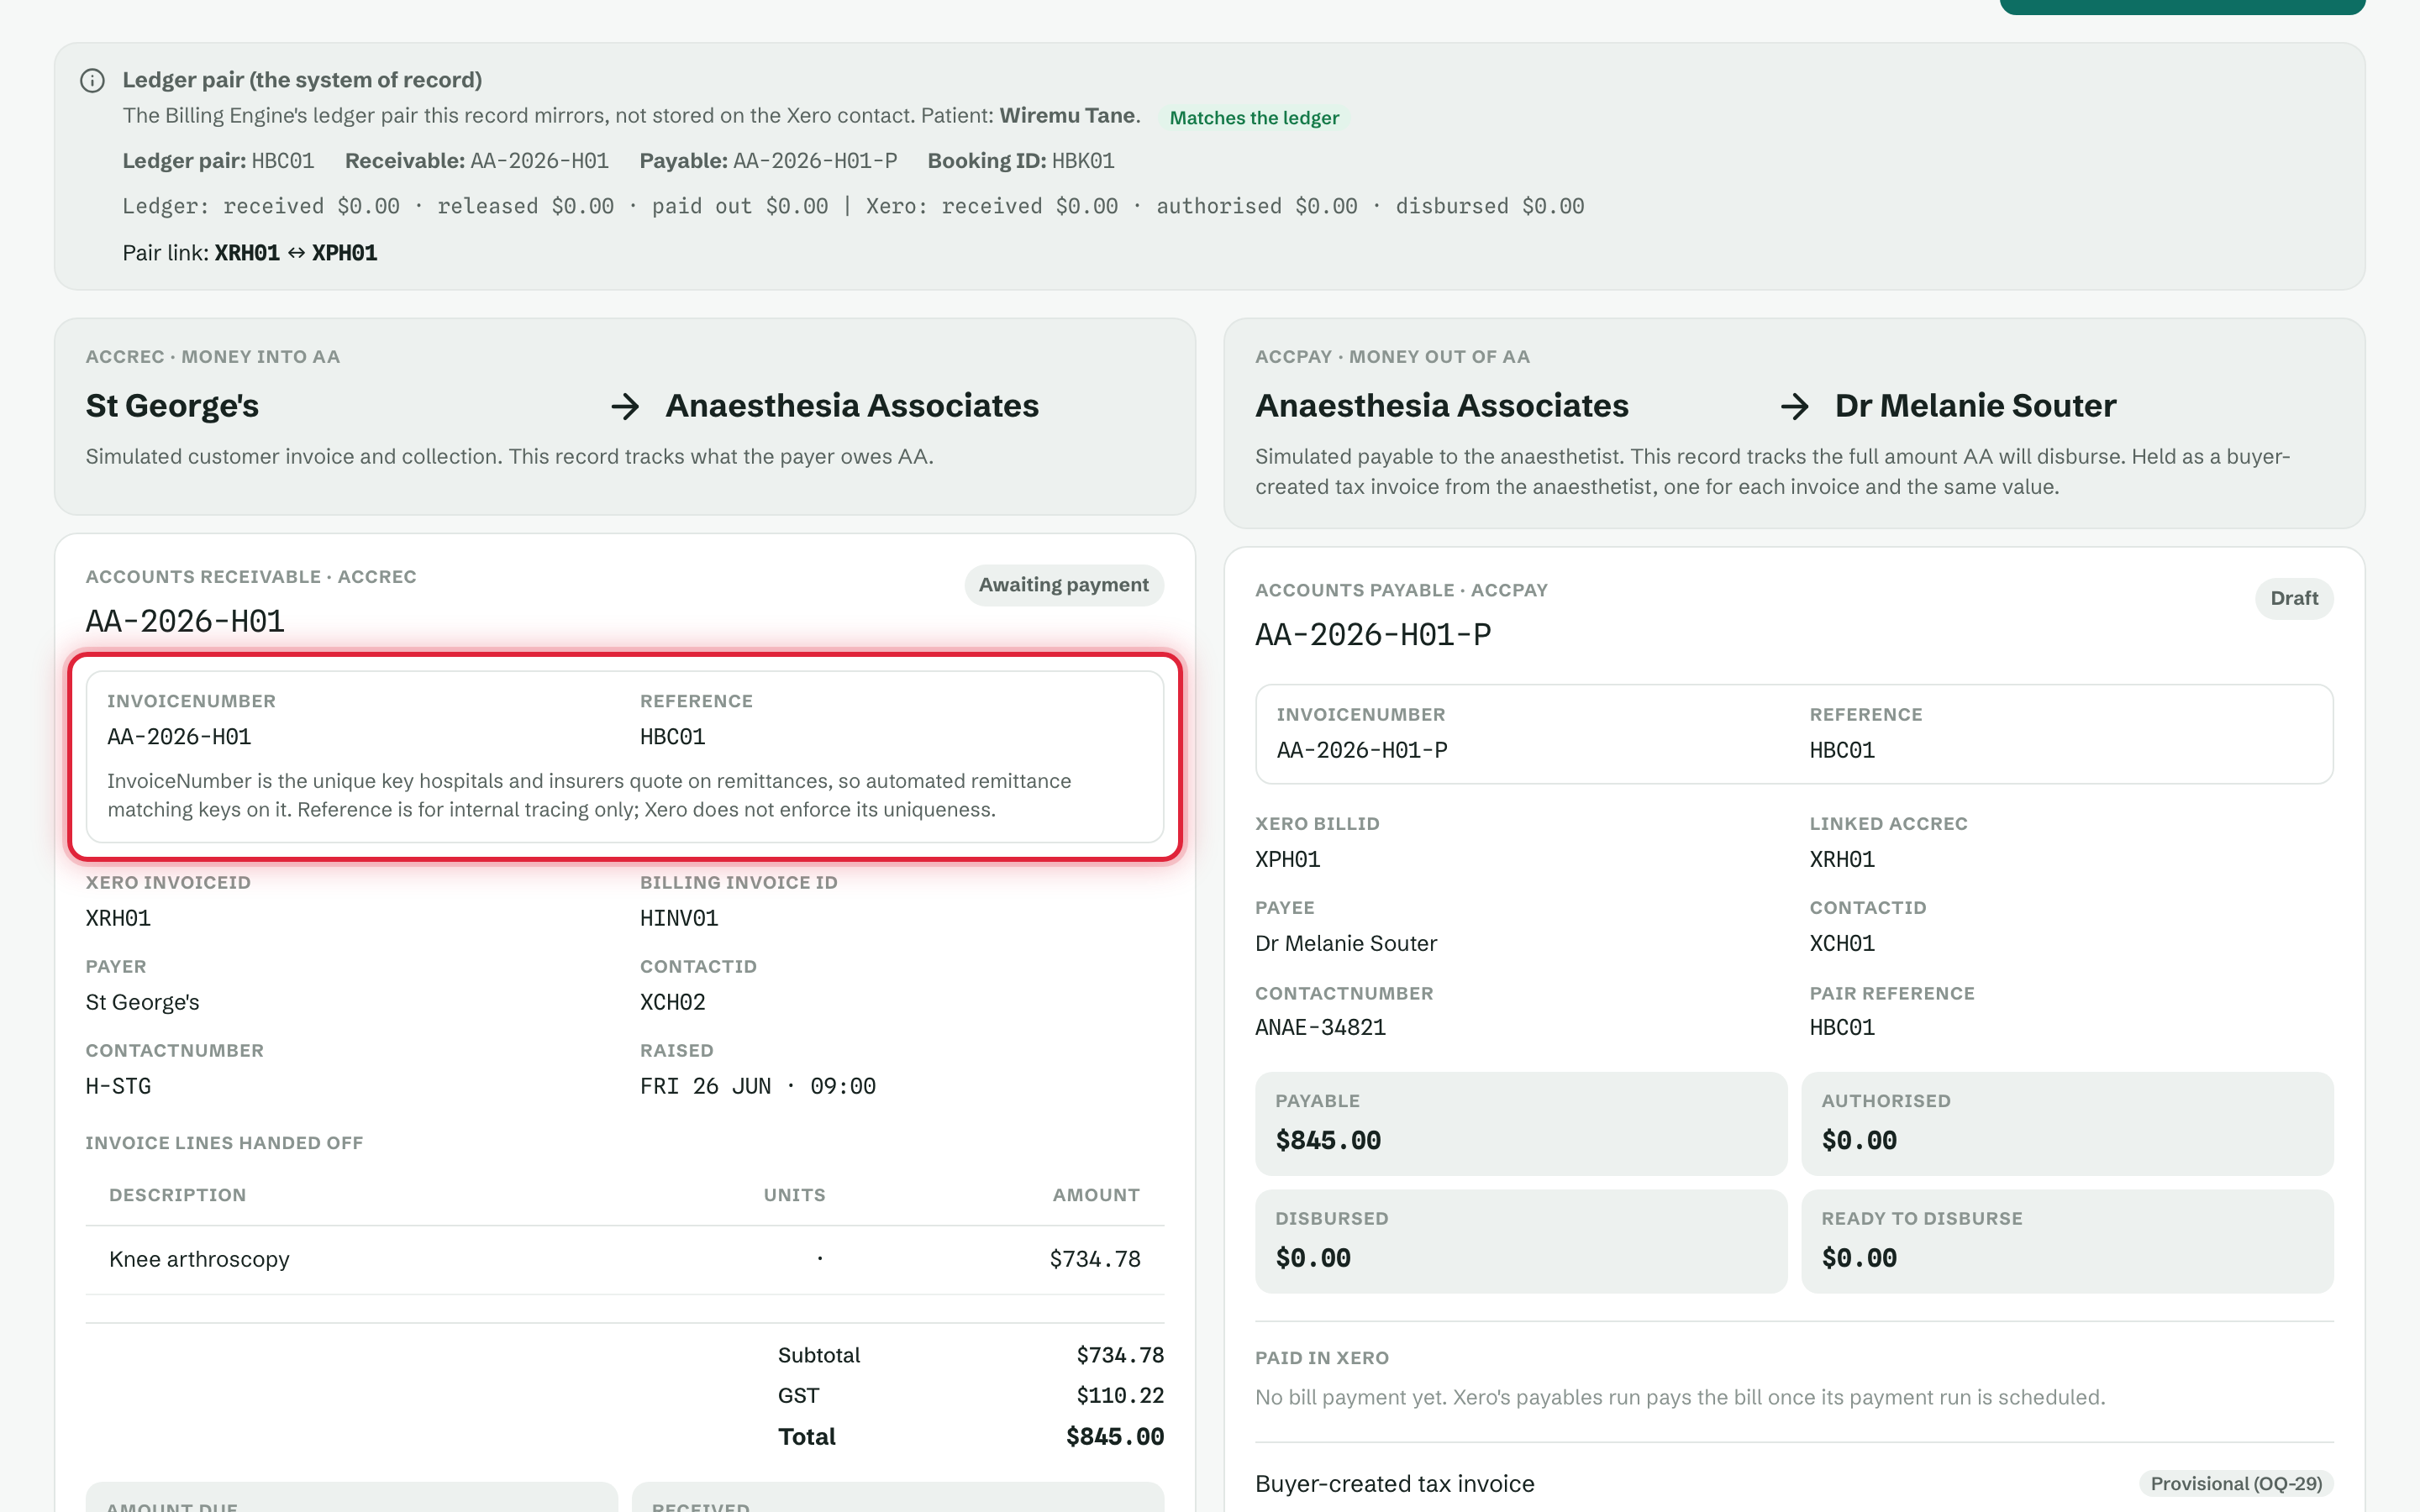 Ledger pair (the system of record)
The Billing Engine's ledger pair this record mirrors, not stored on the Xero contact. Patient: Wiremu Tane. Matches the ledger
Ledger pair: HBC01 Receivable: AA-2026-H01 Payable: AA-2026-H01-P Booking ID: HBK01
Ledger: received $0.00 · released $0.00 · paid out $0.00 | Xero: received $0.00 · authorised $0.00 · disbursed $0.00
Pair link: XRH01 ↔ XPH01
ACCREC · MONEY INTO AA
St George's → Anaesthesia Associates
Simulated customer invoice and collection. This record tracks what the payer owes AA.
ACCOUNTS RECEIVABLE · ACCREC
Awaiting payment
AA-2026-H01
INVOICENUMBER REFERENCE
AA-2026-H01 HBC01
InvoiceNumber is the unique key hospitals and insurers quote on remittances, so automated remittance
matching keys on it. Reference is for internal tracing only; Xero does not enforce its uniqueness.
XERO INVOICEID BILLING INVOICE ID
XRH01 HINV01
PAYER CONTACTID
St George's XCH02
CONTACTNUMBER RAISED
H-STG FRI 26 JUN · 09:00
INVOICE LINES HANDED OFF
DESCRIPTION UNITS AMOUNT
Knee arthroscopy · $734.78
Subtotal $734.78
GST $110.22
Total $845.00
AMOUNT DUE RECEIVED
ACCPAY · MONEY OUT OF AA
Anaesthesia Associates → Dr Melanie Souter
Simulated payable to the anaesthetist. This record tracks the full amount AA will disburse. Held as a buyer-
created tax invoice from the anaesthetist, one for each invoice and the same value.
ACCOUNTS PAYABLE · ACCPAY
Draft
AA-2026-H01-P
INVOICENUMBER REFERENCE
AA-2026-H01-P HBC01
XERO BILLID LINKED ACCREC
XPH01 XRH01
PAYEE CONTACTID
Dr Melanie Souter XCH01
CONTACTNUMBER PAIR REFERENCE
ANAE-34821 HBC01
PAYABLE AUTHORISED
$845.00 $0.00
DISBURSED READY TO DISBURSE
$0.00 $0.00
PAID IN XERO
No bill payment yet. Xero's payables run pays the bill once its payment run is scheduled.
Buyer-created tax invoice Provisional (OQ-29)